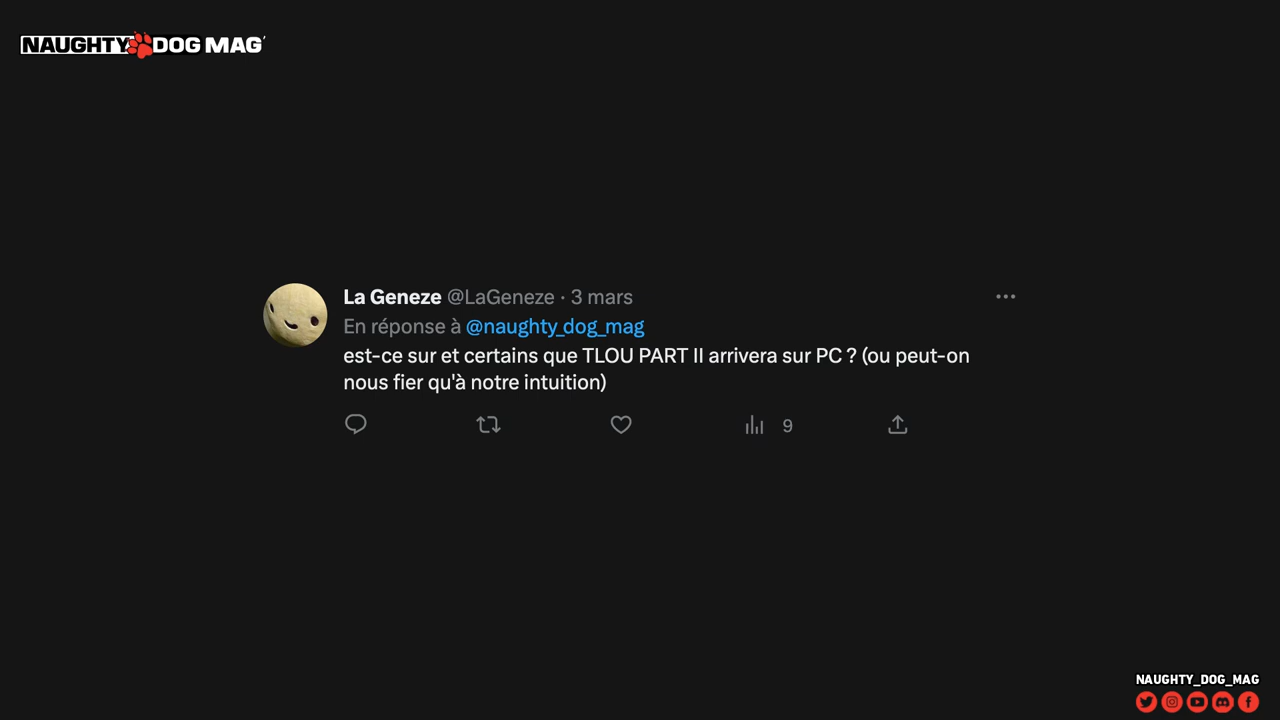 NAUGHTY DOG MAG'
La Geneze @LaGeneze · 3 mars
En réponse à @naughty_dog_mag
est-ce sur et certains que TLOU PART II arrivera sur PC ? (ou peut-on
nous fier qu'à notre intuition)
9
NAUGHTY_DOG_MAG